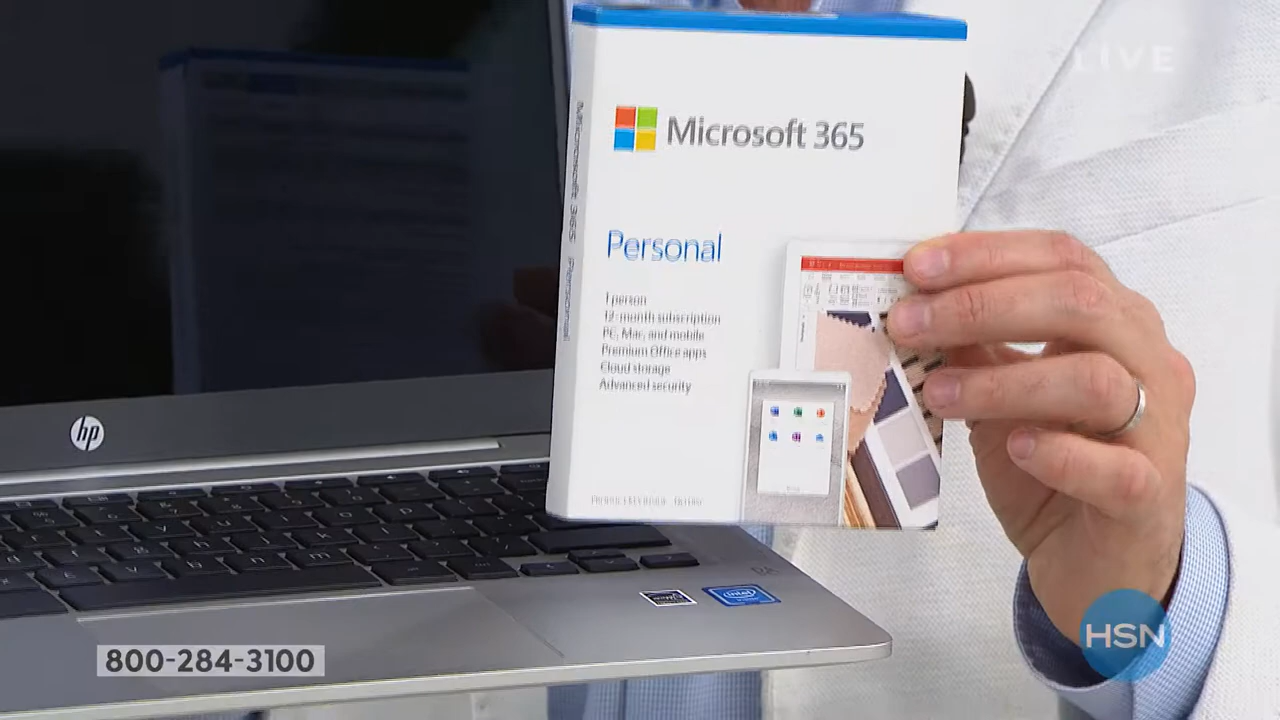 LIVE
Microsoft 365
Microsoft 365 Personal
Personal
1 person
12-month subscription
PC, Mac, and mobile
Premium Office apps
Cloud storage
Advanced security
hp
intel
800-284-3100
HSN